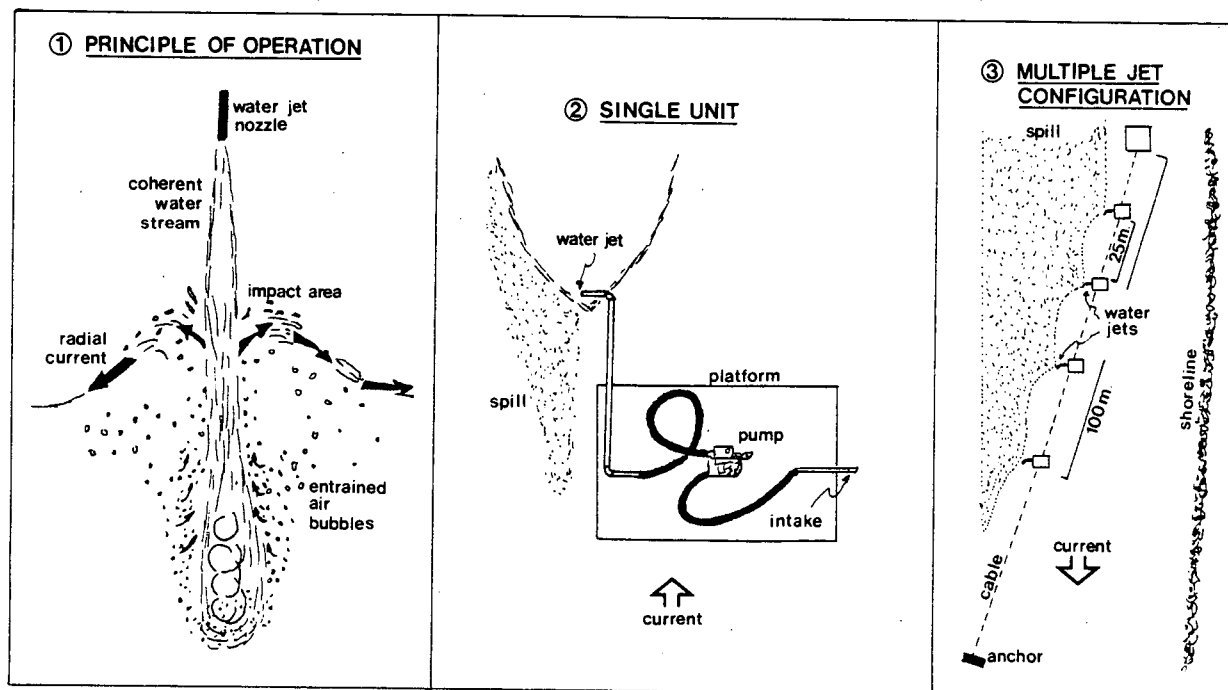 ① PRINCIPLE OF OPERATION
water jet
nozzle
coherent
water
stream
impact area
radial
current
entrained
air
bubbles
② SINGLE UNIT
water jet
spill
platform
pump
intake
current
③ MULTIPLE JET
CONFIGURATION
spill
25m.
water
jets
100m.
shoreline
cable
current
anchor